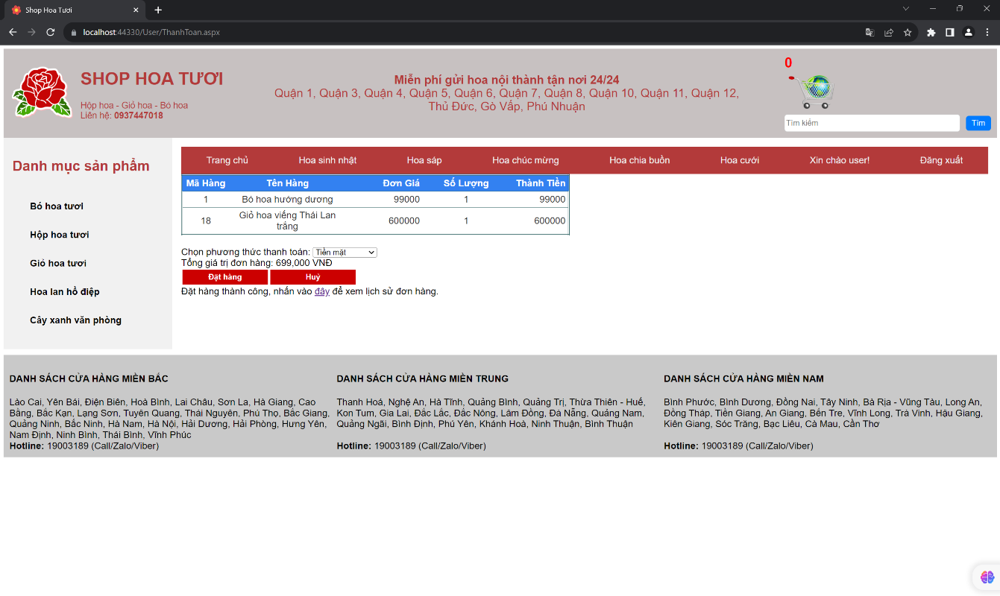 Shop Hoa Tươi
localhost:44330/User/ThanhToan.aspx
SHOP HOA TƯƠI
Hộp hoa - Giỏ hoa - Bó hoa
Liên hệ: 0937447018
Miễn phí gửi hoa nội thành tận nơi 24/24
Quận 1, Quận 3, Quận 4, Quận 5, Quận 6, Quận 7, Quận 8, Quận 10, Quận 11, Quận 12,
Thủ Đức, Gò Vấp, Phú Nhuận
0
Tìm kiếm
Tìm
Danh mục sản phẩm
Bó hoa tươi
Hộp hoa tươi
Giỏ hoa tươi
Hoa lan hồ điệp
Cây xanh văn phòng
Trang chủ Hoa sinh nhật Hoa sáp Hoa chúc mừng Hoa chia buồn Hoa cưới Xin chào user! Đăng xuất
Mã Hàng Tên Hàng Đơn Giá Số Lượng Thành Tiền
1 Bó hoa hướng dương 99000 1 99000
18 Giỏ hoa viếng Thái Lan trắng 600000 1 600000
Chọn phương thức thanh toán: Tiền mặt
Tổng giá trị đơn hàng: 699,000 VNĐ
Đặt hàng Huỷ
Đặt hàng thành công, nhấn vào đây để xem lịch sử đơn hàng.
DANH SÁCH CỬA HÀNG MIỀN BẮC
Lào Cai, Yên Bái, Điện Biên, Hoà Bình, Lai Châu, Sơn La, Hà Giang, Cao
Bằng, Bắc Kạn, Lạng Sơn, Tuyên Quang, Thái Nguyên, Phú Thọ, Bắc Giang,
Quảng Ninh, Bắc Ninh, Hà Nam, Hà Nội, Hải Dương, Hải Phòng, Hưng Yên,
Nam Định, Ninh Bình, Thái Bình, Vĩnh Phúc
Hotline: 19003189 (Call/Zalo/Viber)
DANH SÁCH CỬA HÀNG MIỀN TRUNG
Thanh Hoá, Nghệ An, Hà Tĩnh, Quảng Bình, Quảng Trị, Thừa Thiên - Huế,
Kon Tum, Gia Lai, Đắc Lắc, Đắc Nông, Lâm Đồng, Đà Nẵng, Quảng Nam,
Quảng Ngãi, Bình Định, Phú Yên, Khánh Hoà, Ninh Thuận, Bình Thuận
Hotline: 19003189 (Call/Zalo/Viber)
DANH SÁCH CỬA HÀNG MIỀN NAM
Bình Phước, Bình Dương, Đồng Nai, Tây Ninh, Bà Rịa - Vũng Tàu, Long An,
Đồng Tháp, Tiền Giang, An Giang, Bến Tre, Vĩnh Long, Trà Vinh, Hậu Giang,
Kiên Giang, Sóc Trăng, Bạc Liêu, Cà Mau, Cần Thơ
Hotline: 19003189 (Call/Zalo/Viber)